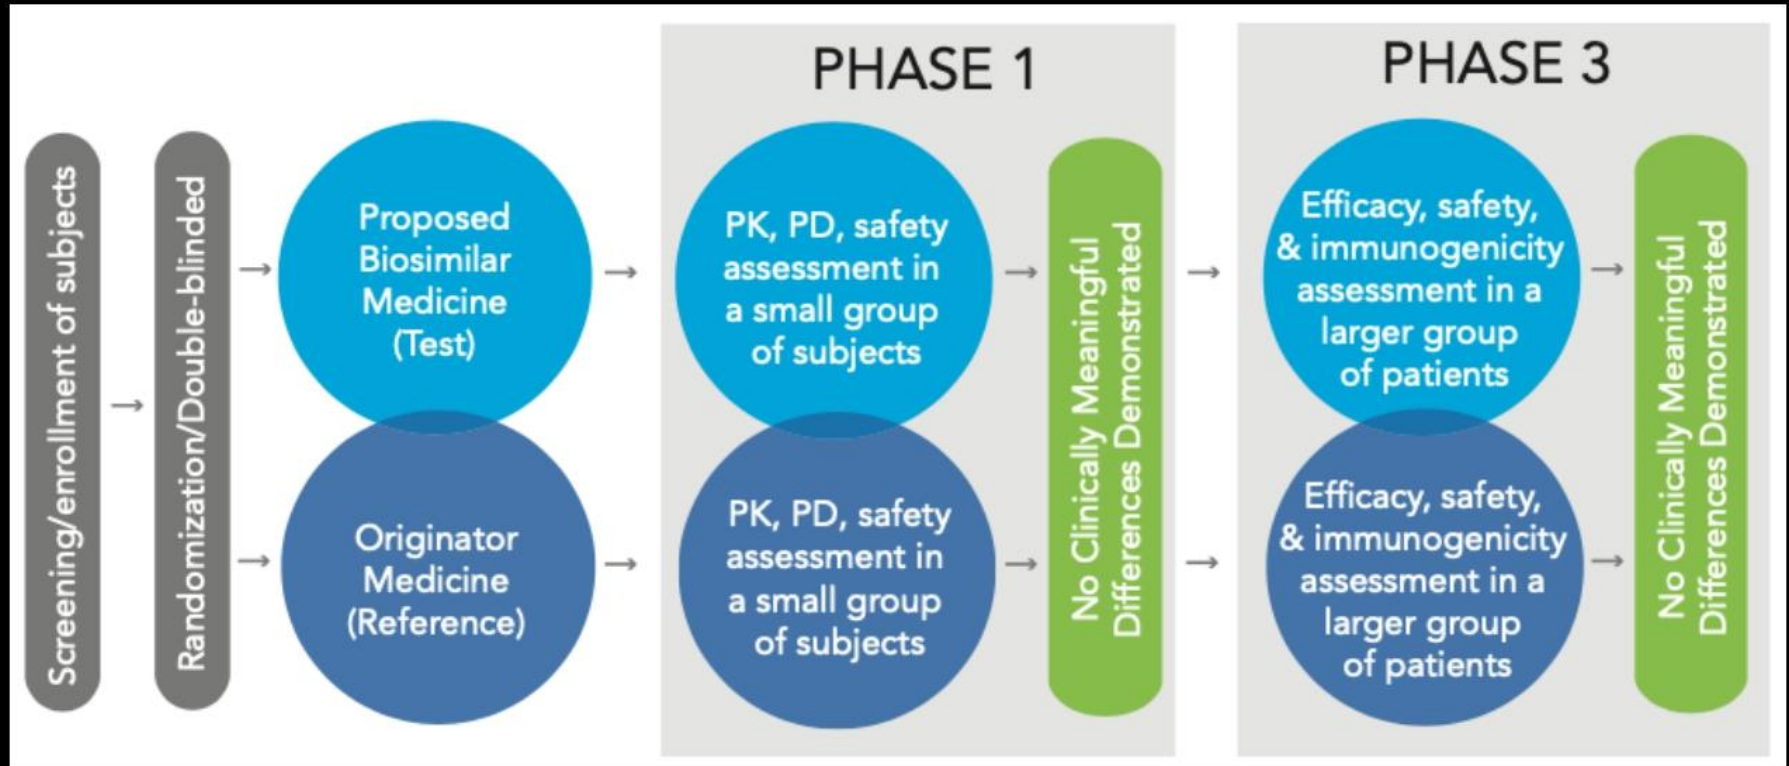 Screening/enrollment of subjects
Randomization/Double-blinded
Proposed
Biosimilar
Medicine
(Test)
Originator
Medicine
(Reference)
PHASE 1
PK, PD, safety
assessment in
a small group
of subjects
PK, PD, safety
assessment in
a small group
of subjects
No Clinically Meaningful
Differences Demonstrated
PHASE 3
Efficacy, safety,
& immunogenicity
assessment in a
larger group
of patients
Efficacy, safety,
& immunogenicity
assessment in a
larger group
of patients
No Clinically Meaningful
Differences Demonstrated